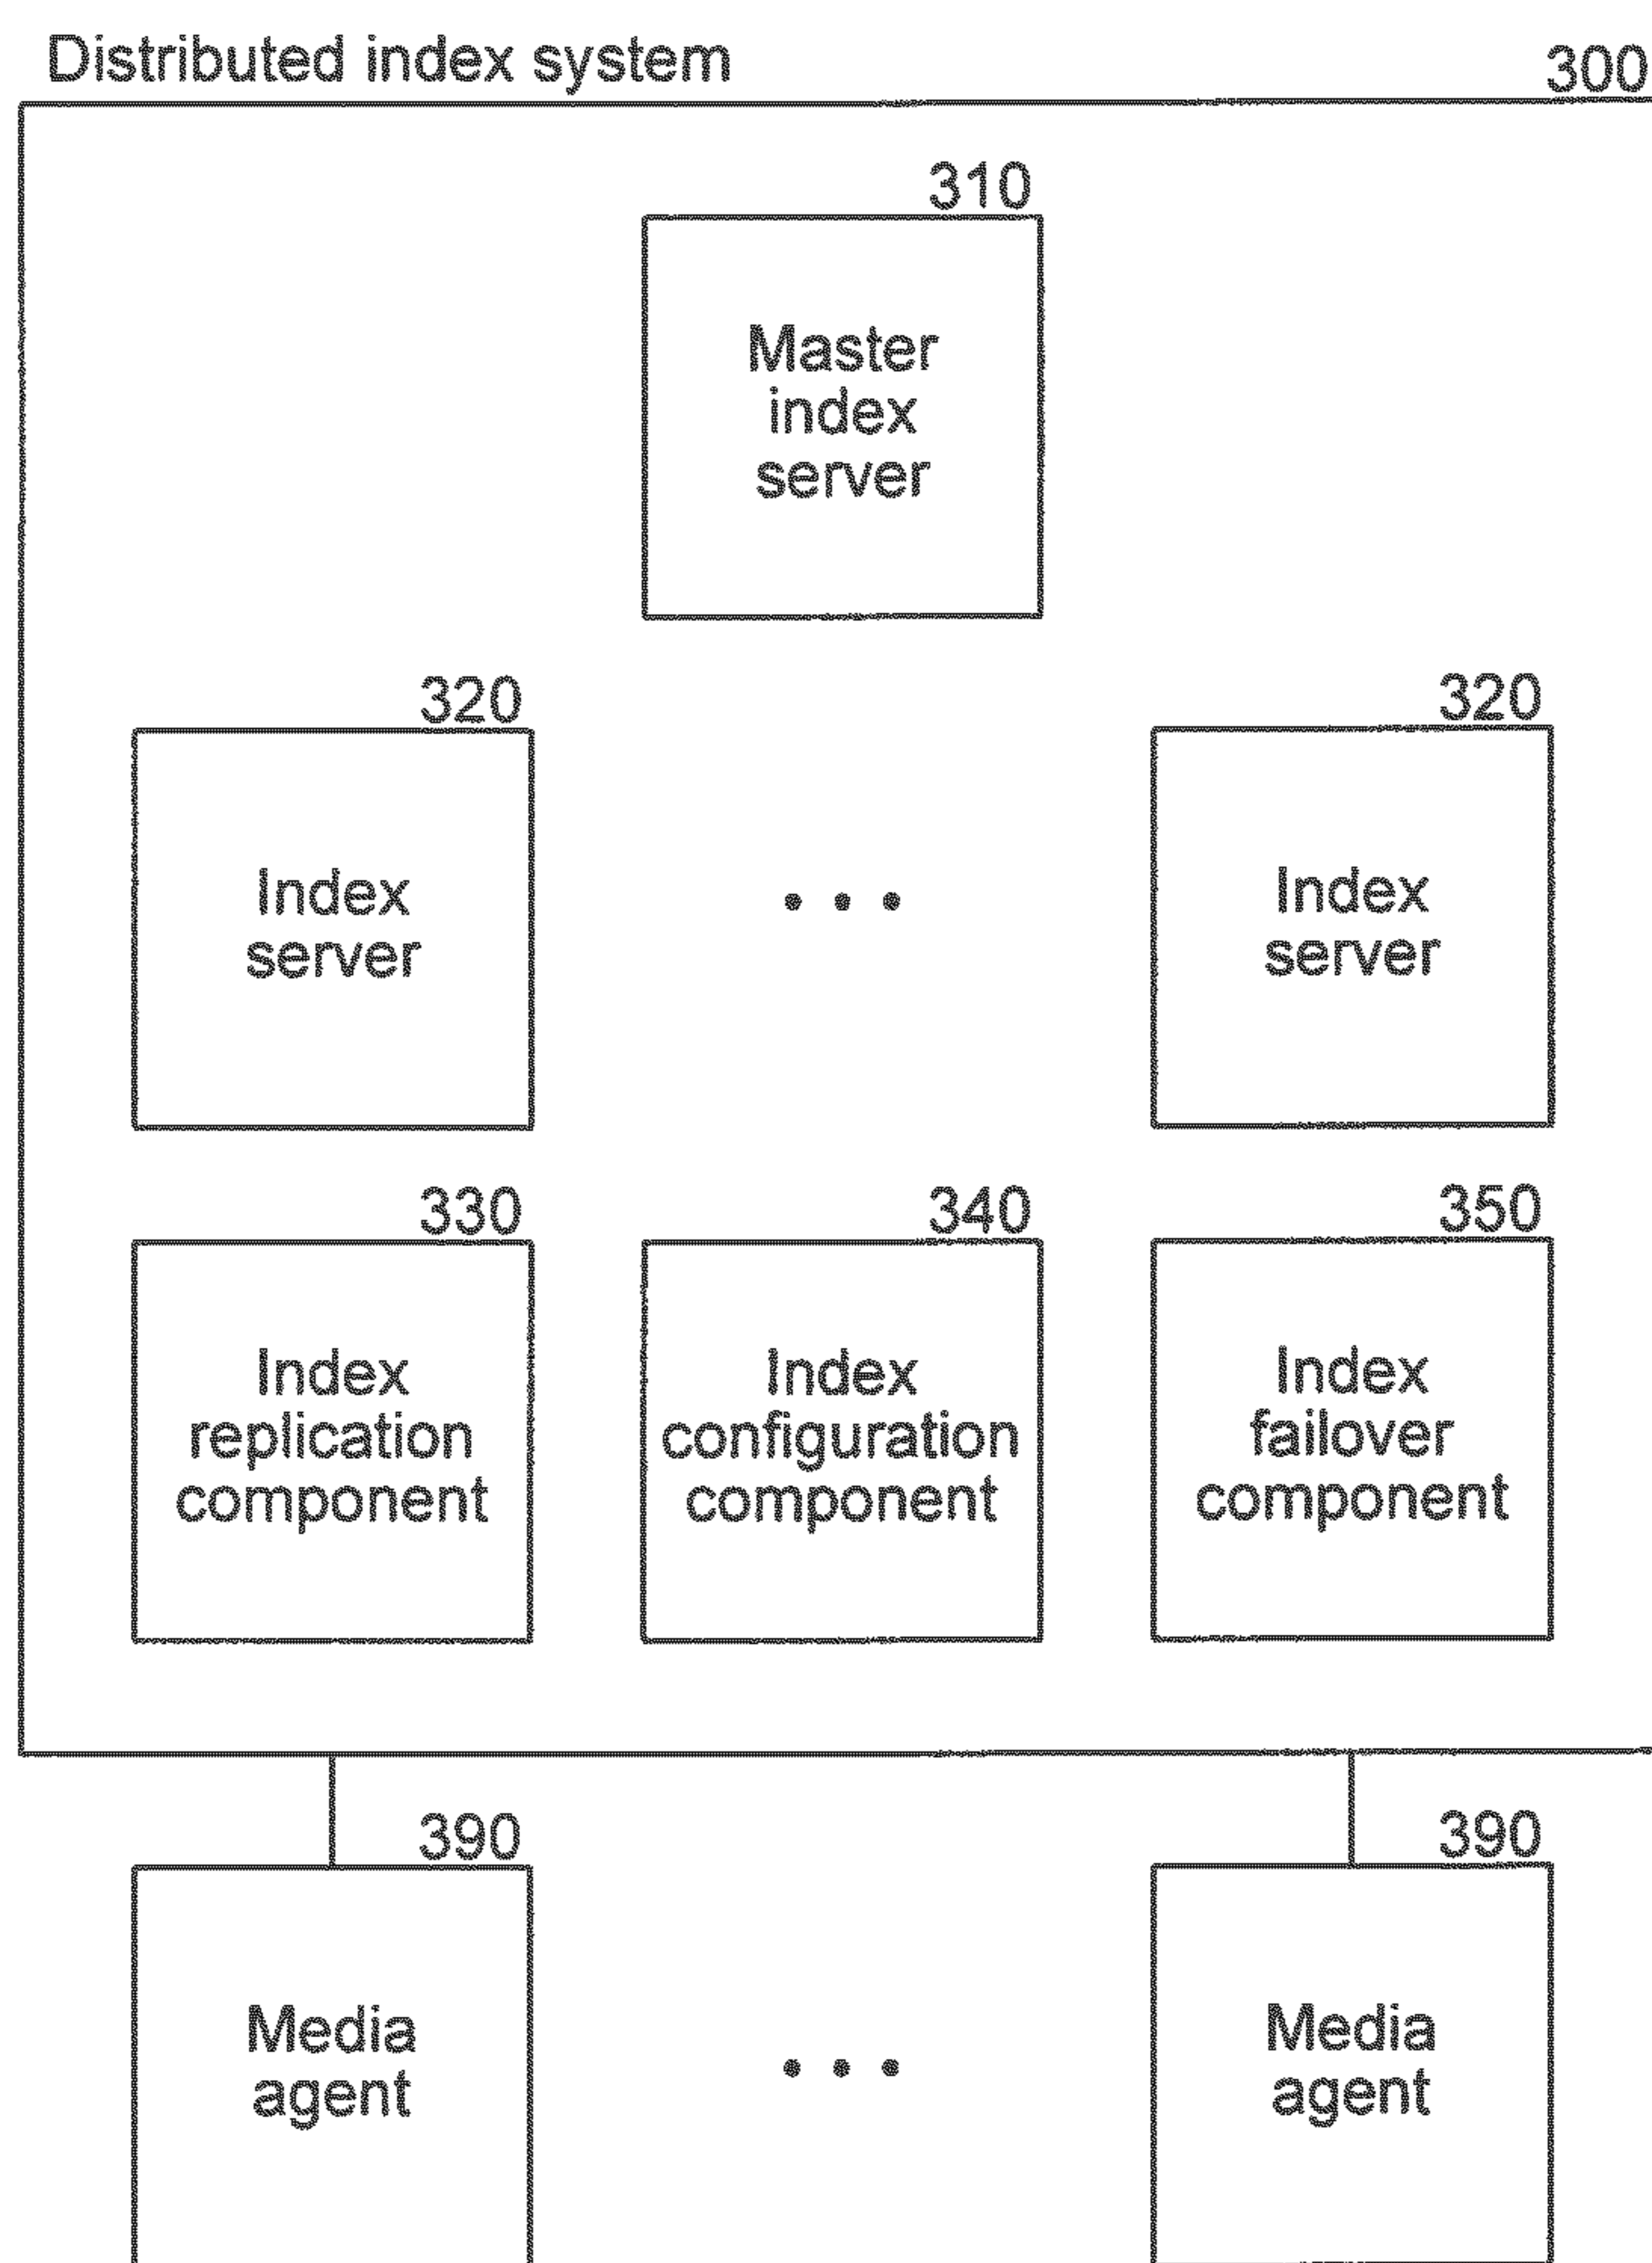 Distributed index system
300
310
Master
index
server
320
Index
server
• • •
320
Index
server
330
Index
replication
component
340
Index
configuration
component
350
Index
failover
component
390
Media
agent
• • •
390
Media
agent